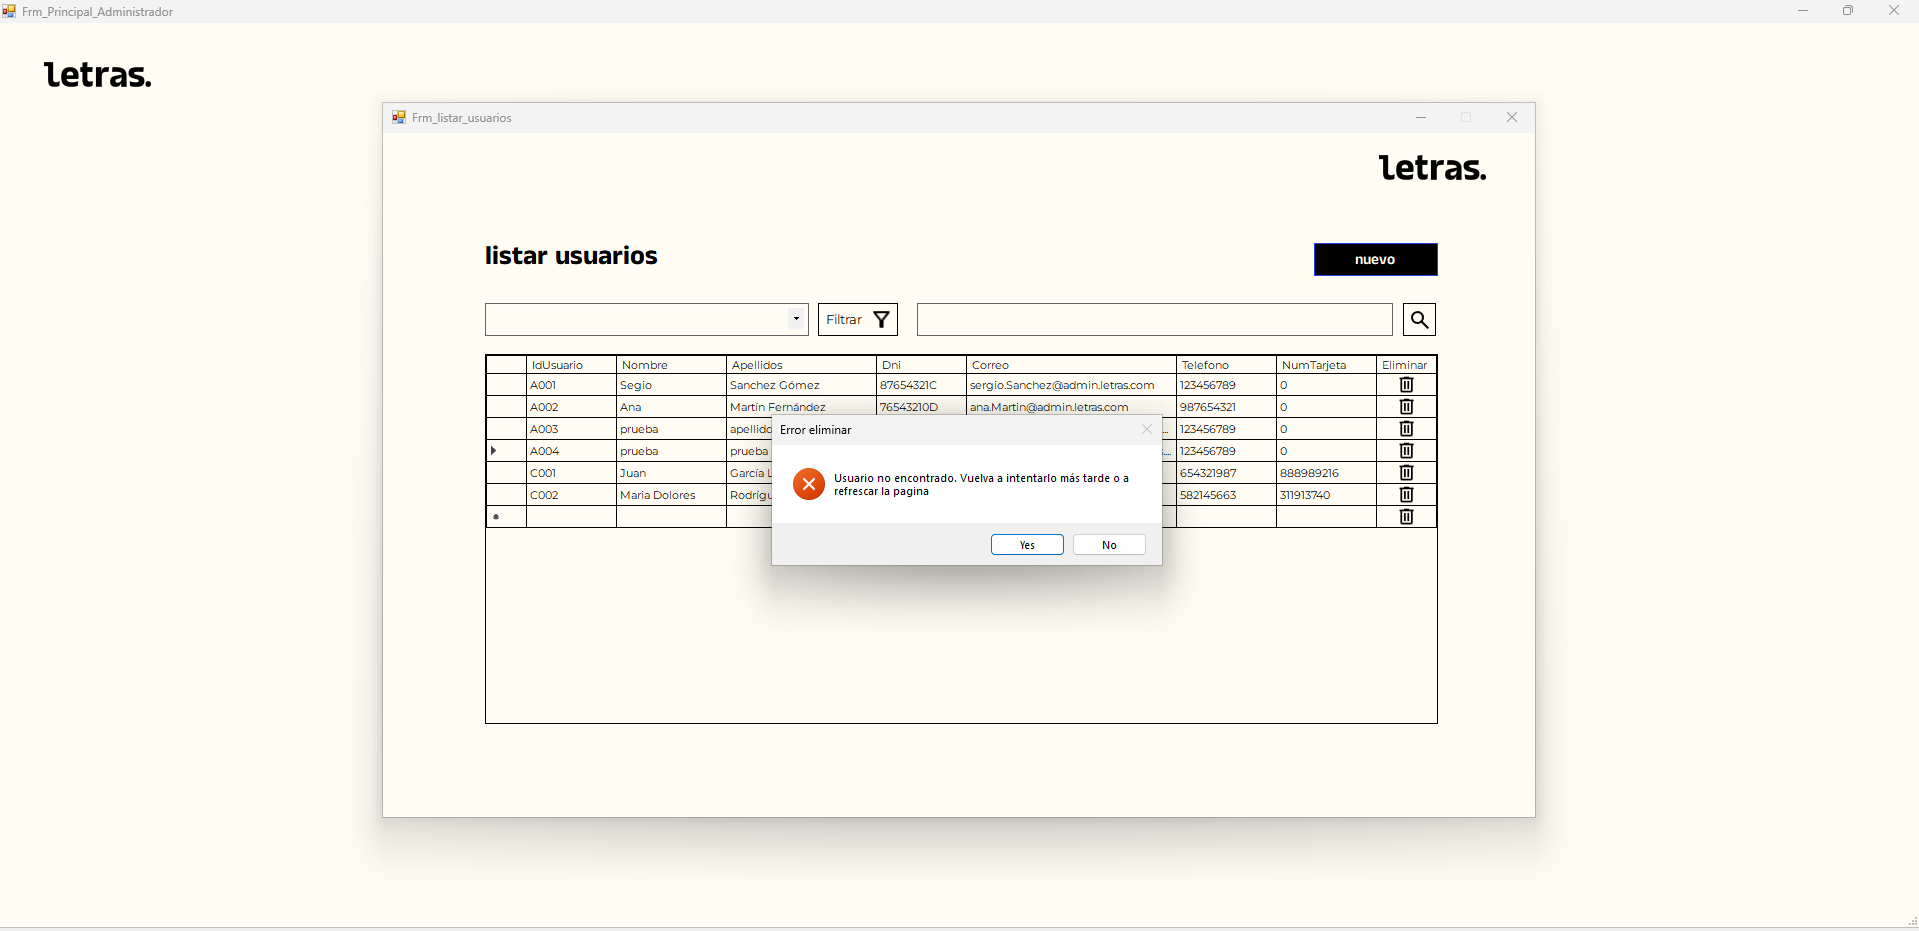 Frm_Principal_Administrador
letras.
Frm_listar_usuarios
letras.
listar usuarios
nuevo
Filtrar
IdUsuario Nombre Apellidos Dni Correo Telefono NumTarjeta Eliminar
A001 Segio Sanchez Gómez 87654321C sergio.Sanchez@admin.letras.com 123456789 0
A002 Ana Martín Fernández 76543210D ana.Martin@admin.letras.com 987654321 0
A003 prueba 123456789 0
A004 prueba prueba 123456789 0
C001 Juan García 654321987 888989216
C002 Maria Dolores 582145663 311913740
Error eliminar
Usuario no encontrado. Vuelva a intentarlo más tarde o a
refrescar la pagina
Yes No